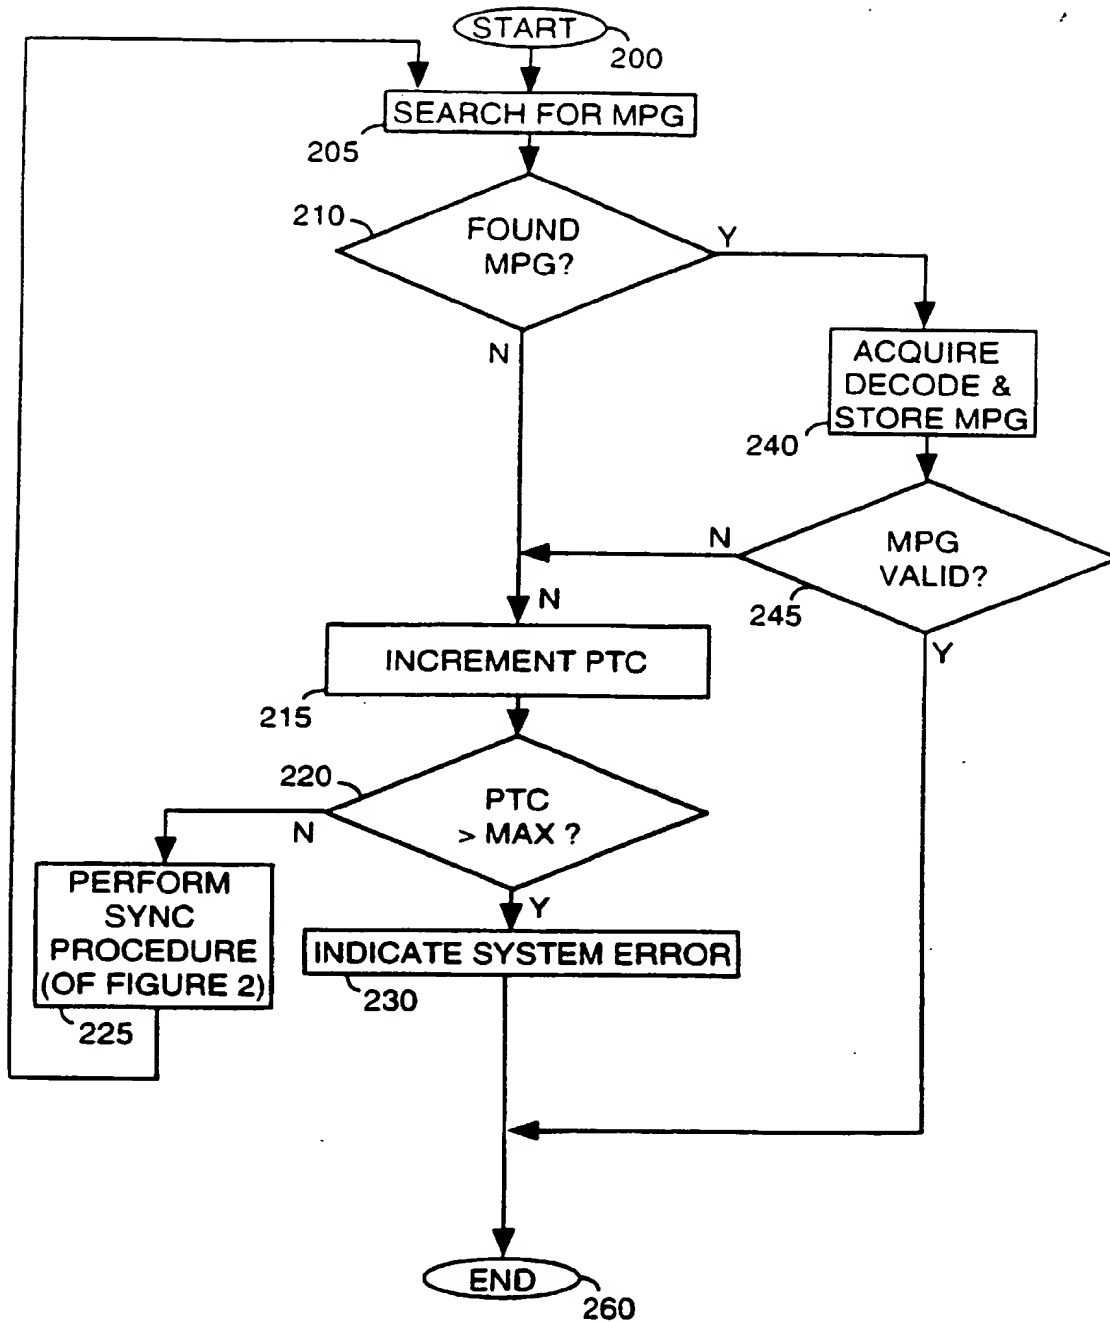 START
200
SEARCH FOR MPG
205
210
FOUND
MPG?
Y
N
ACQUIRE
DECODE &
STORE MPG
240
MPG
VALID?
N
245
Y
N
INCREMENT PTC
215
220
PTC
> MAX ?
N
Y
PERFORM
SYNC
PROCEDURE
(OF FIGURE 2)
225
INDICATE SYSTEM ERROR
230
END
260